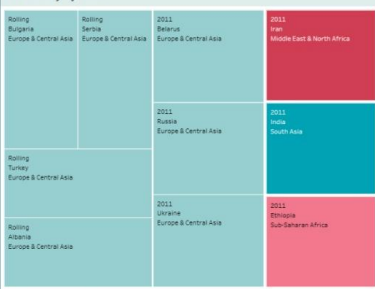 Rolling
Bulgaria
Europe & Central Asia
Rolling
Serbia
Europe & Central Asia
2011
Belarus
Europe & Central Asia
2011
Iran
Middle East & North Africa
2011
Russia
Europe & Central Asia
2011
India
South Asia
Rolling
Turkey
Europe & Central Asia
2011
Ukraine
Europe & Central Asia
2011
Ethiopia
Sub-Saharan Africa
Rolling
Albania
Europe & Central Asia